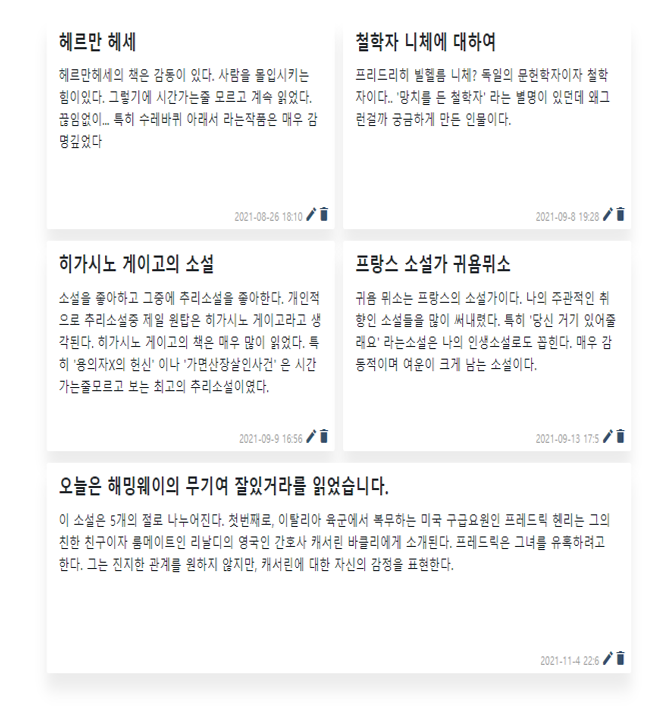 헤르만 헤세
헤르만헤세의 책은 감동이 있다. 사람을 몰입시키는
힘이있다. 그렇기에 시간가는줄 모르고 계속 읽었다.
끊임없이... 특히 수레바퀴 아래서 라는작품은 매우 감
명깊었다
2021-08-26 18:10
철학자 니체에 대하여
프리드리히 빌헬름 니체? 독일의 문헌학자이자 철학
자이다.. '망치를 든 철학자' 라는 별명이 있던데 왜그
런걸까 궁금하게 만든 인물이다.
2021-09-8 19:28
히가시노 게이고의 소설
소설을 좋아하고 그중에 추리소설을 좋아한다. 개인적
으로 추리소설중 제일 원탑은 히가시노 게이고라고 생
각된다. 히가시노 게이고의 책은 매우 많이 읽었다. 특
히 '용의자X의 헌신' 이나 '가면산장살인사건' 은 시간
가는줄모르고 보는 최고의 추리소설이였다.
2021-09-9 16:56
프랑스 소설가 귀욤뮈소
귀욤 뮈소는 프랑스의 소설가이다. 나의 주관적인 취
향인 소설들을 많이 써내렸다. 특히 '당신 거기 있어줄
래요' 라는소설은 나의 인생소설로도 꼽힌다. 매우 감
동적이며 여운이 크게 남는 소설이다.
2021-09-13 17:5
오늘은 해밍웨이의 무기여 잘있거라를 읽었습니다.
이 소설은 5개의 절로 나누어진다. 첫번째로, 이탈리아 육군에서 복무하는 미국 구급요원인 프레드릭 헨리는 그의
친한 친구이자 룸메이트인 리날디의 영국인 간호사 캐서린 바클리에게 소개된다. 프레드릭은 그녀를 유혹하려고
한다. 그는 진지한 관계를 원하지 않지만, 캐서린에 대한 자신의 감정을 표현한다.
2021-11-4 22:6